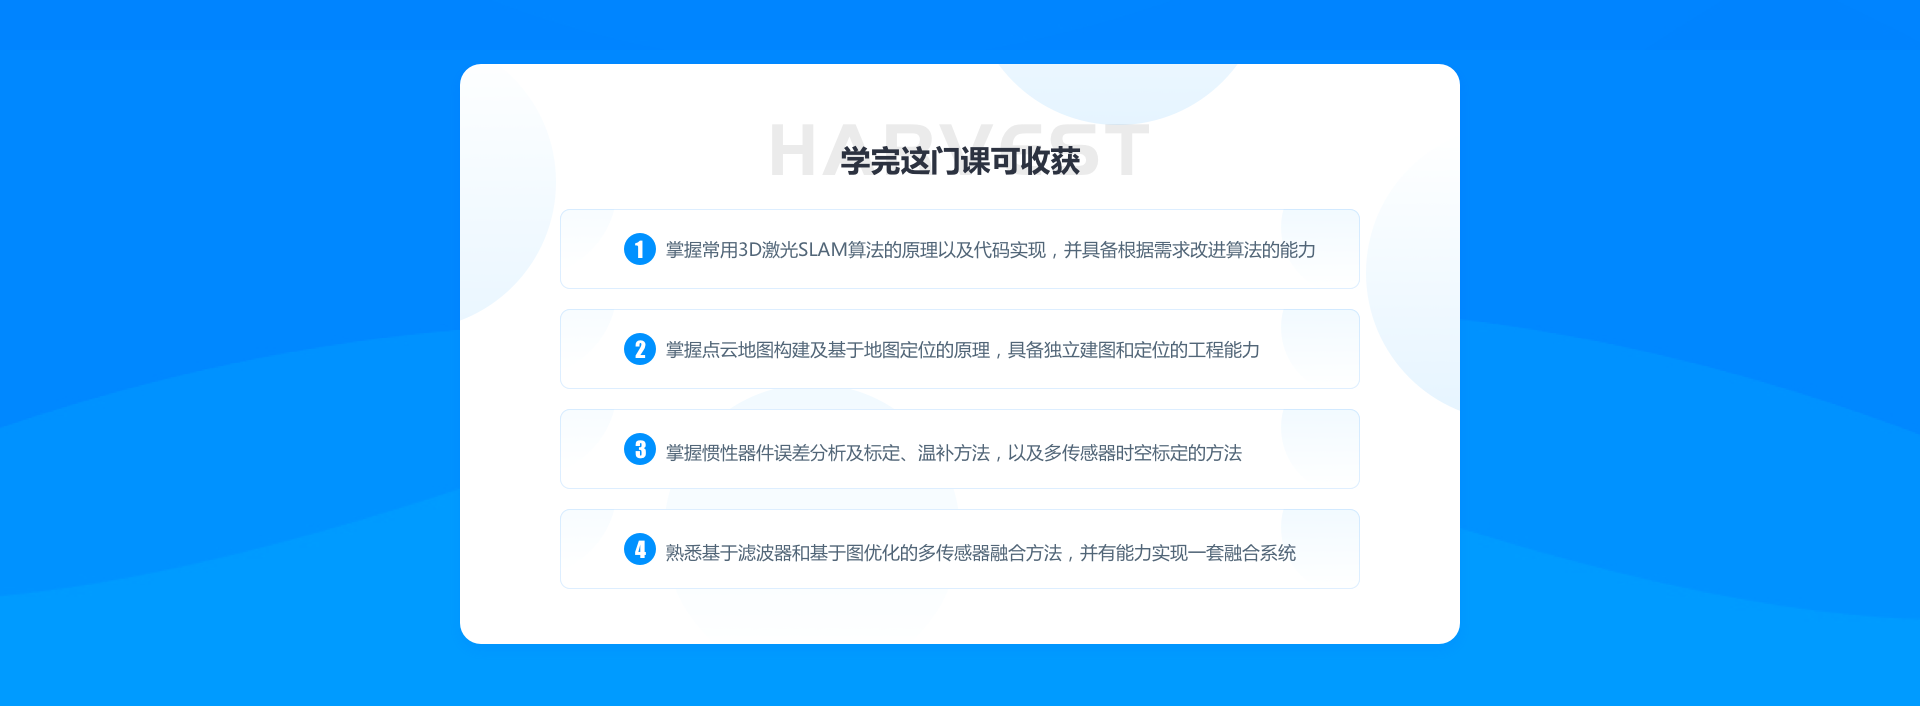 HARVEST
学完这门课可收获
1 掌握常用3D激光SLAM算法的原理以及代码实现，并具备根据需求改进算法的能力
2 掌握点云地图构建及基于地图定位的原理，具备独立建图和定位的工程能力
3 掌握惯性器件误差分析及标定、温补方法，以及多传感器时空标定的方法
4 熟悉基于滤波器和基于图优化的多传感器融合方法，并有能力实现一套融合系统